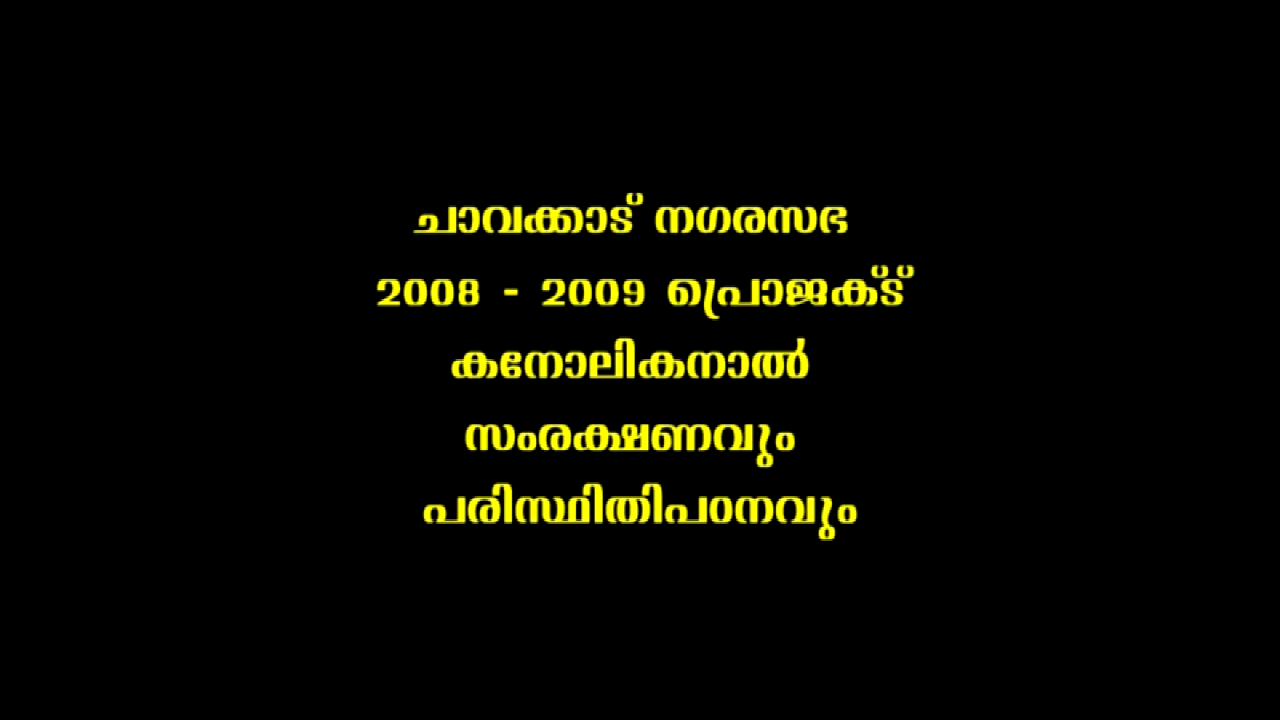 ചാവക്കാട് നഗരസഭ
2008 - 2009 പ്രൊജക്ട്
കനോലികനാൽ
സംരക്ഷണവും
പരിസ്ഥിതിപഠനവും